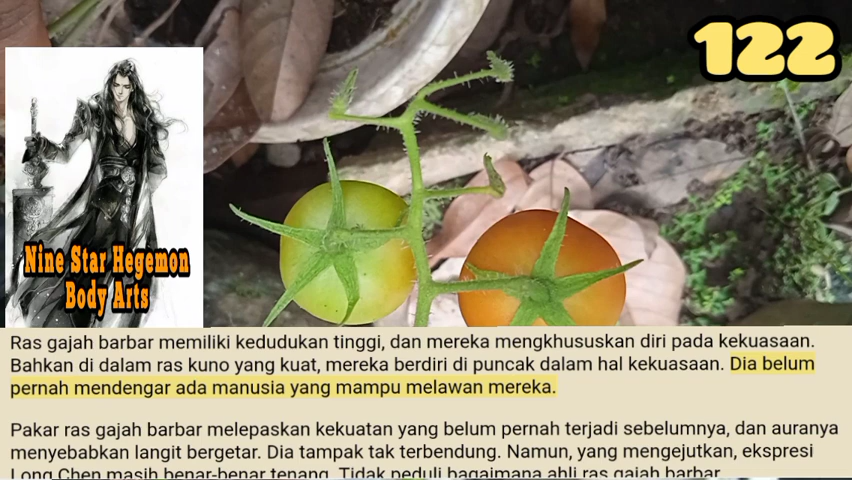 122
Nine Star Hegemon
Body Arts
Ras gajah barbar memiliki kedudukan tinggi, dan mereka mengkhususkan diri pada kekuasaan.
Bahkan di dalam ras kuno yang kuat, mereka berdiri di puncak dalam hal kekuasaan. Dia belum
pernah mendengar ada manusia yang mampu melawan mereka.
Pakar ras gajah barbar melepaskan kekuatan yang belum pernah terjadi sebelumnya, dan auranya
menyebabkan langit bergetar. Dia tampak tak terbendung. Namun, yang mengejutkan, ekspresi
Long Chen masih benar-benar tenang. Tidak peduli bagaimana ahli ras gajah barbar